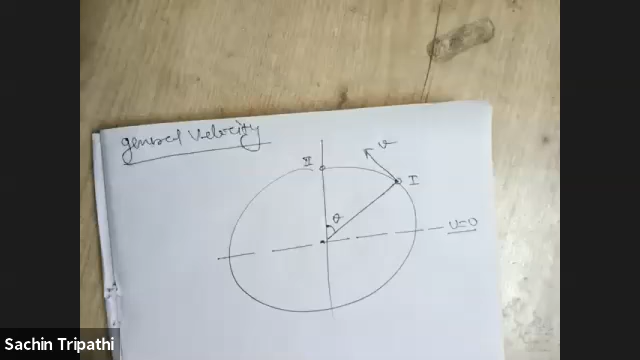 general velocity
II
v
I
θ
U=0
Sachin Tripathi